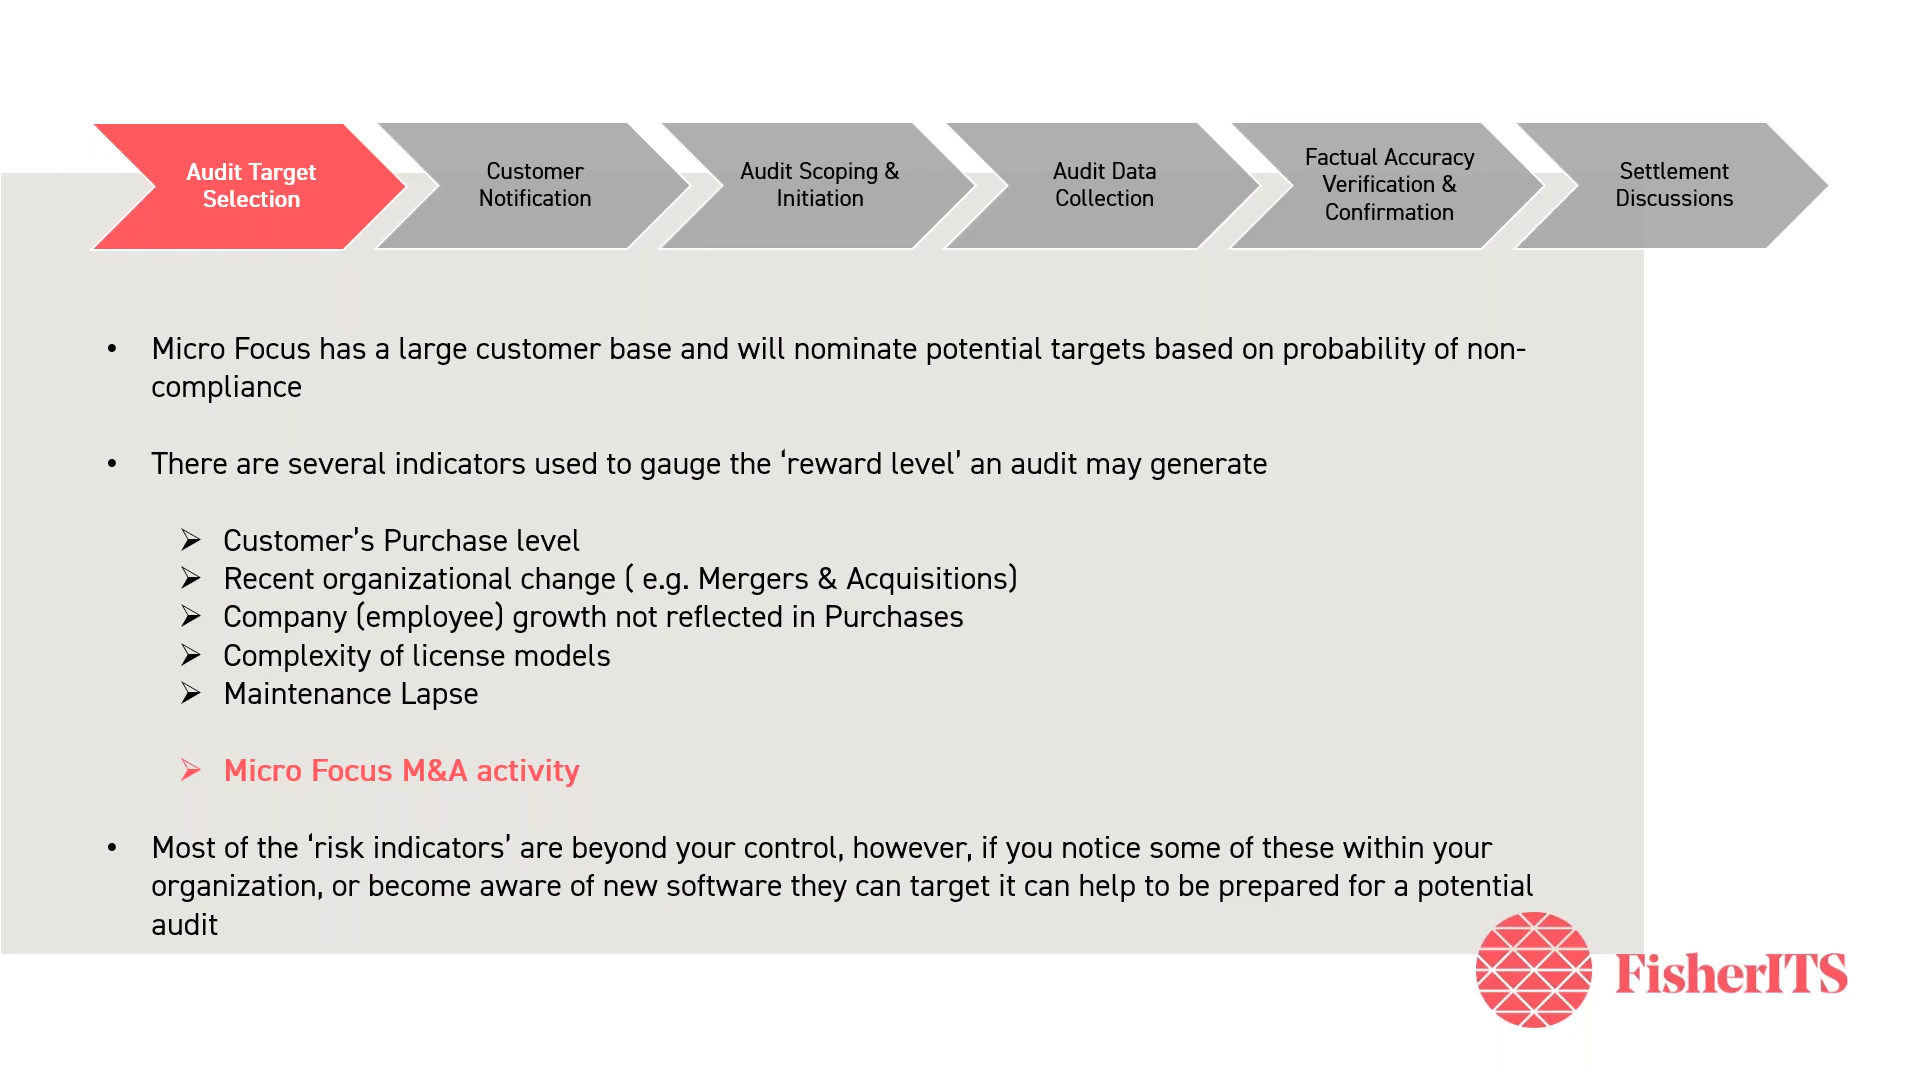 Audit Target
Selection
Customer
Notification
Audit Scoping &
Initiation
Audit Data
Collection
Factual Accuracy
Verification &
Confirmation
Settlement
Discussions
• Micro Focus has a large customer base and will nominate potential targets based on probability of non-
compliance
• There are several indicators used to gauge the ‘reward level’ an audit may generate
➢ Customer’s Purchase level
➢ Recent organizational change ( e.g. Mergers & Acquisitions)
➢ Company (employee) growth not reflected in Purchases
➢ Complexity of license models
➢ Maintenance Lapse
➢ Micro Focus M&A activity
• Most of the ‘risk indicators’ are beyond your control, however, if you notice some of these within your
organization, or become aware of new software they can target it can help to be prepared for a potential
audit
FisherITS